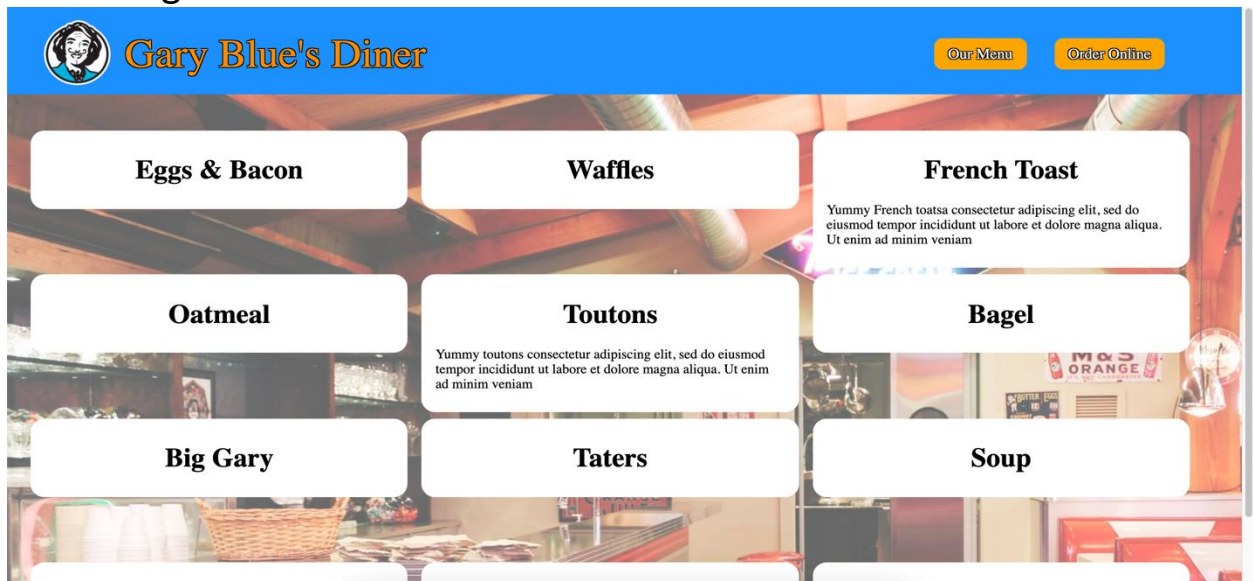 Gary Blue's Diner
Our Menu
Order Online
Eggs & Bacon
Waffles
French Toast
Yummy French toatsa consectetur adipiscing elit, sed do
eiusmod tempor incididunt ut labore et dolore magna aliqua.
Ut enim ad minim veniam
Oatmeal
Toutons
Bagel
Yummy toutons consectetur adipiscing elit, sed do eiusmod
tempor incididunt ut labore et dolore magna aliqua. Ut enim
ad minim veniam
M&S
ORANGE
BUTTER EGGS
Big Gary
Taters
Soup